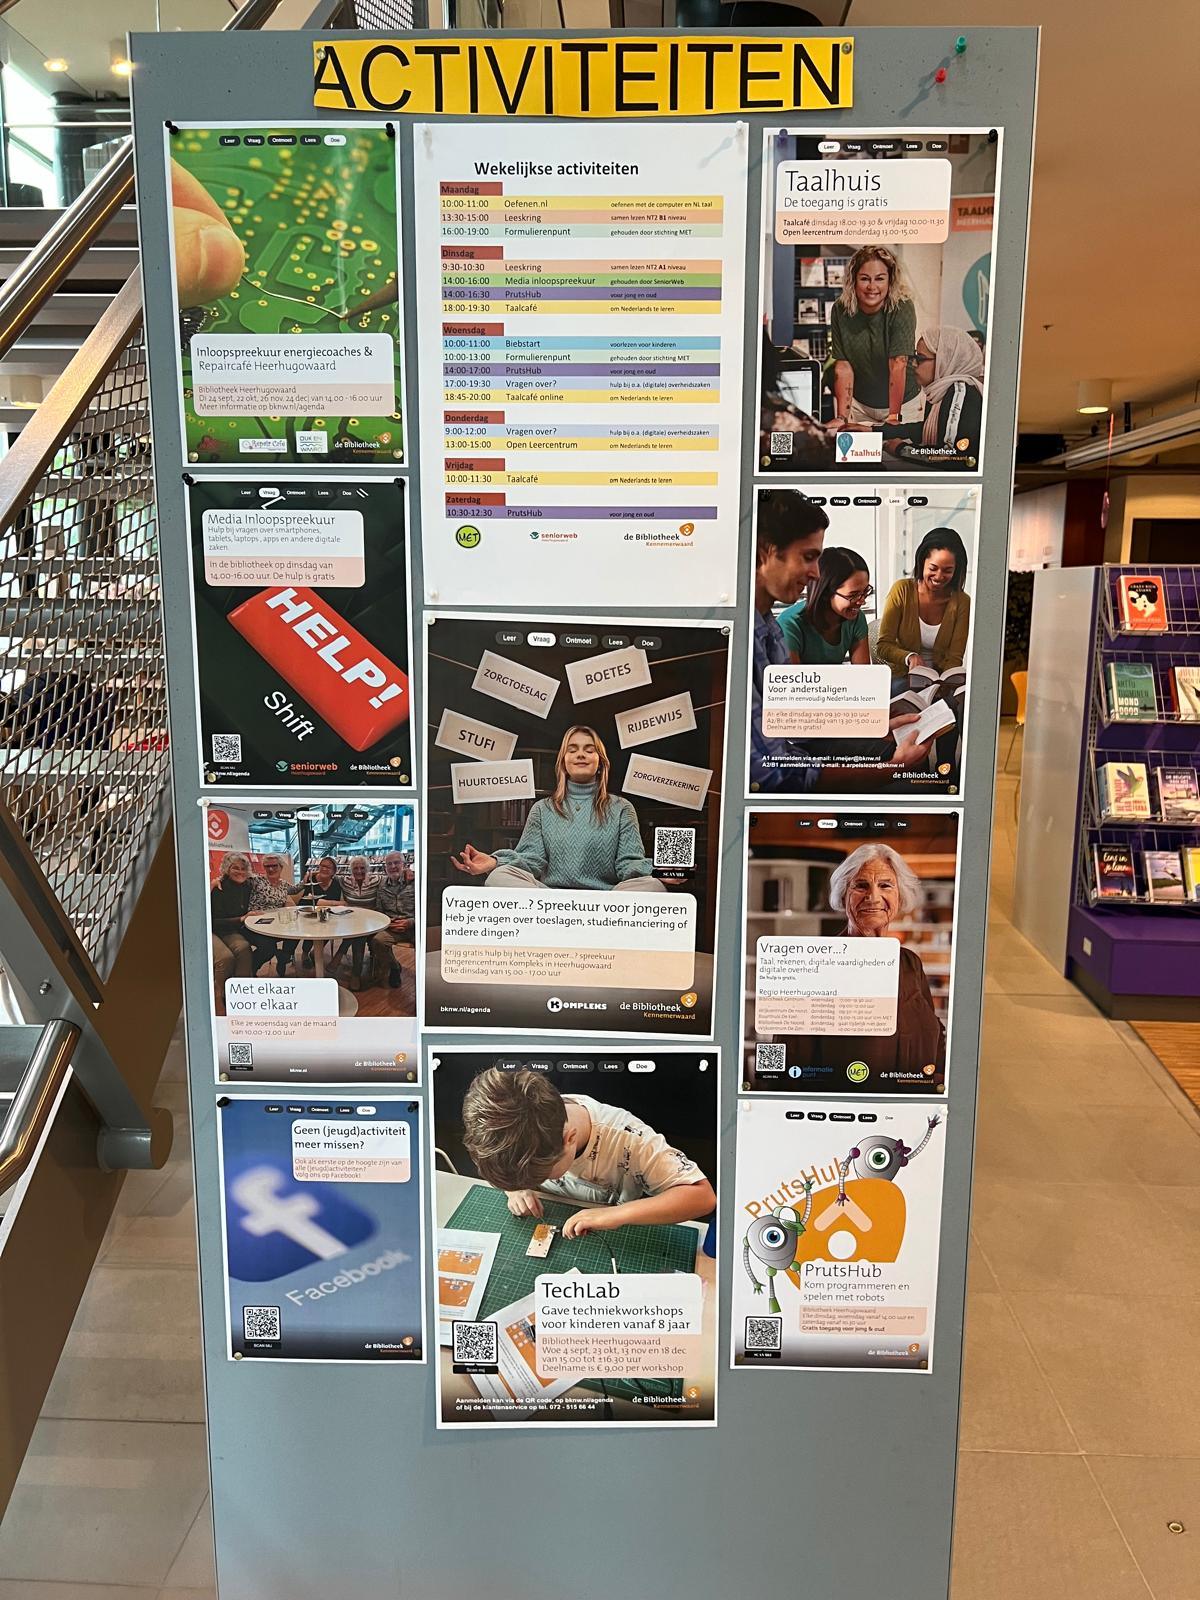 ACTIVITEITEN
Leer Vraag Ontmoet Lees Doe
Inloopspreekuur energiecoaches &
Repaircafé Heerhugowaard
Bibliotheek Heerhugowaard
Di 24 sept, 22 okt, 26 nov, 24 dec| van 14.00 - 16.00 uur
Meer informatie op bknw.nl/agenda
Repair Café
de Bibliotheek
Kennemerwaard
Wekelijkse activiteiten
Maandag
10:00-11:00 Oefenen.nl oefenen met de computer en NL taal
13:30-15:00 Leeskring samen lezen NT2 B1 niveau
16:00-19:00 Formulierenpunt gehouden door stichting MET
Dinsdag
9:30-10:30 Leeskring samen lezen NT2 A1 niveau
14:00-16:00 Media inloopspreekuur gehouden door SeniorWeb
14:00-16:30 PrutsHub voor jong en oud
18:00-19:30 Taalcafé om Nederlands te leren
Woensdag
10:00-11:00 Biebstart voorlezen voor kinderen
10:00-13:00 Formulierenpunt gehouden door stichting MET
14:00-17:00 PrutsHub voor jong en oud
17:00-19:30 Vragen over? hulp bij o.a. (digitale) overheidszaken
18:45-20:00 Taalcafé online om Nederlands te leren
Donderdag
9:00-12:00 Vragen over? hulp bij o.a. (digitale) overheidszaken
13:00-15:00 Open Leercentrum om Nederlands te leren
Vrijdag
10:00-11:30 Taalcafé om Nederlands te leren
Zaterdag
10:30-12:30 PrutsHub voor jong en oud
MET
seniorweb
Heerhugowaard
de Bibliotheek
Kennemerwaard
Leer Vraag Ontmoet Lees Doe
Taalhuis
De toegang is gratis
Taalcafé dinsdag 18.00-19.30 & vrijdag 10.00-11.30
Open leercentrum donderdag 13.00-15.00
Taalhuis
de Bibliotheek
Kennemerwaard
Leer Vraag Ontmoet Lees Doe
Media Inloopspreekuur
Hulp bij vragen over smartphones,
tablets, laptops , apps en andere digitale
zaken.
In de bibliotheek op dinsdag van
14.00-16.00 uur. De hulp is gratis
HELP!
Shift
SCAN MIJ
bknw.nl/agenda
seniorweb
Heerhugowaard
de Bibliotheek
Kennemerwaard
Leer Vraag Ontmoet Lees Doe
ZORGTOESLAG
BOETES
STUFI
RIJBEWIJS
HUURTOESLAG
ZORGVERZEKERING
SCAN MIJ
Vragen over...? Spreekuur voor jongeren
Heb je vragen over toeslagen, studiefinanciering of
andere dingen?
Krijg gratis hulp bij het Vragen over...? spreekuur
Jongerencentrum Kompleks in Heerhugowaard
Elke dinsdag van 15.00 - 17.00 uur
bknw.nl/agenda
KOMPLEKS
de Bibliotheek
Kennemerwaard
Leer Vraag Ontmoet Lees Doe
Leesclub
Voor anderstaligen
Samen in eenvoudig Nederlands lezen
A1: elke dinsdag van 09.30-10.30 uur
A2/B1: elke maandag van 13.30-15.00 uur
Deelname is gratis!
A1 aanmelden via e-mail: l.meijer@bknw.nl
A2/B1 aanmelden via e-mail: s.arpelslezer@bknw.nl
de Bibliotheek
Kennemerwaard
Leer Vraag Ontmoet Lees Doe
Met elkaar
voor elkaar
Elke 2e woensdag van de maand
van 10.00-12.00 uur
bknw.nl
de Bibliotheek
Kennemerwaard
Leer Vraag Ontmoet Lees Doe
Vragen over...?
Taal, rekenen, digitale vaardigheden of
digitale overheid.
De hulp is gratis.
Regio Heerhugowaard
SCAN MIJ
informatie
punt
MET
de Bibliotheek
Kennemerwaard
Leer Vraag Ontmoet Lees Doe
Geen (jeugd)activiteit
meer missen?
Ook als eerste op de hoogte zijn van
alle (jeugd)activiteiten?
Volg ons op Facebook!
f
Facebook
SCAN MIJ
de Bibliotheek
Kennemerwaard
Leer Vraag Ontmoet Lees Doe
TechLab
Gave techniekworkshops
voor kinderen vanaf 8 jaar
Bibliotheek Heerhugowaard
Woe 4 sept, 23 okt, 13 nov en 18 dec
van 15.00 tot ±16.30 uur
Deelname is € 9,00 per workshop
Scan mij
Aanmelden kan via de QR code, op bknw.nl/agenda
of bij de klantenservice op tel. 072 - 515 66 44
de Bibliotheek
Kennemerwaard
Leer Vraag Ontmoet Lees Doe
PrutsHub
PrutsHub
Kom programmeren en
spelen met robots
Bibliotheek Heerhugowaard
Elke dinsdag, woensdag vanaf 14.00 uur en
zaterdag vanaf 10.30 uur
Gratis toegang voor jong & oud
SCAN MIJ
de Bibliotheek
Kennemerwaard